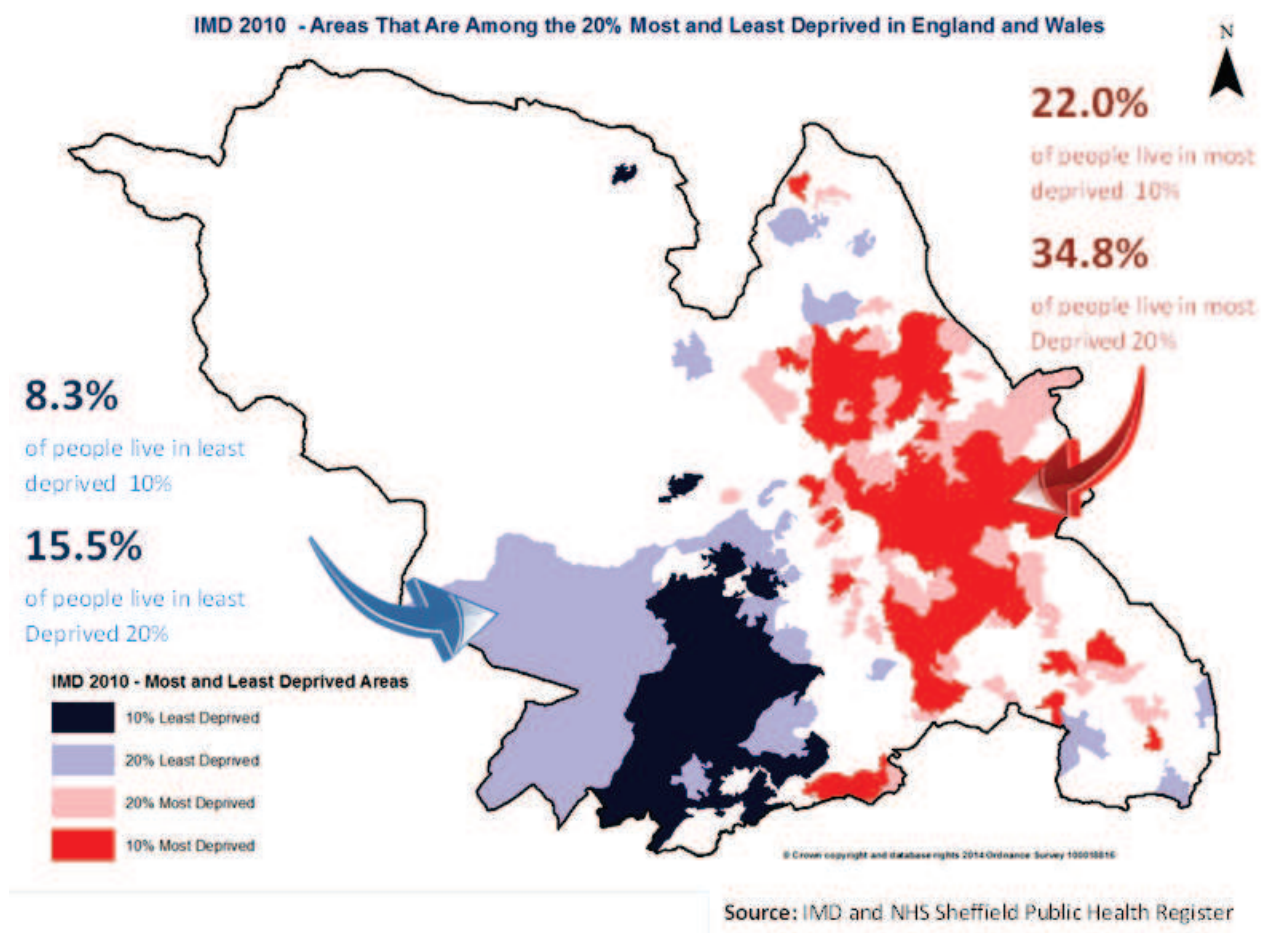 IMD 2010 - Areas That Are Among the 20% Most and Least Deprived in England and Wales
N
22.0%
of people live in most
deprived 10%
34.8%
of people live in most
Deprived 20%
8.3%
of people live in least
deprived 10%
15.5%
of people live in least
Deprived 20%
IMD 2010 - Most and Least Deprived Areas
10% Least Deprived
20% Least Deprived
20% Most Deprived
10% Most Deprived
© Crown copyright and database rights 2014 Ordnance Survey 100018816
Source: IMD and NHS Sheffield Public Health Register